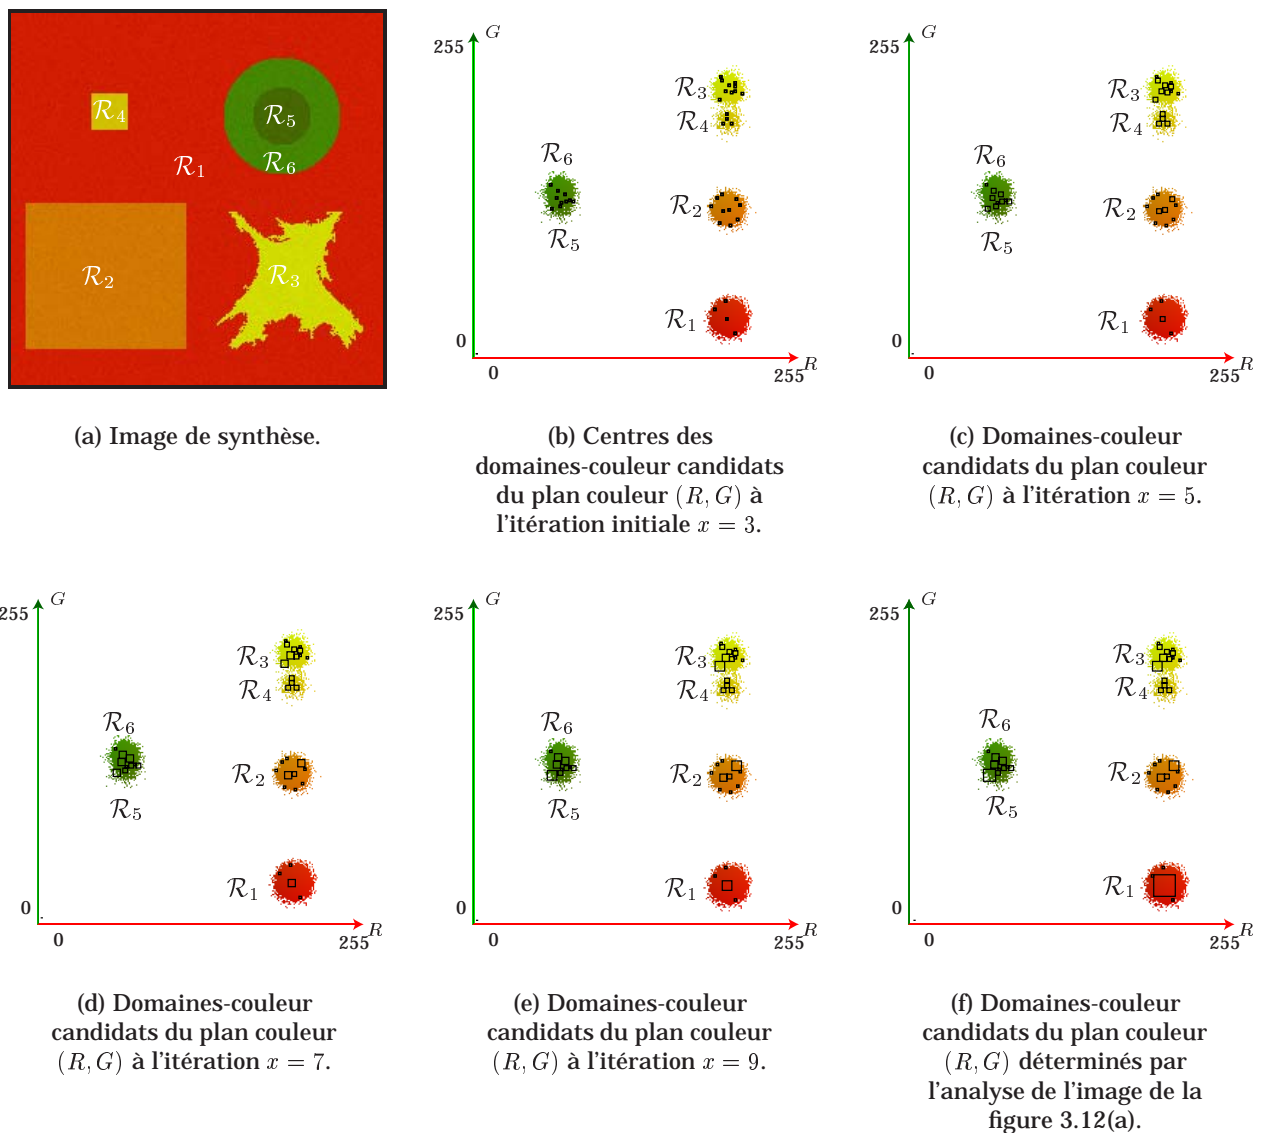 R4
R5
R1
R6
R2
R3
(a) Image de synthèse.
G
255
R3
R4
R6
R2
R5
R1
0
0
255
R
(b) Centres des
domaines-couleur candidats
du plan couleur (R, G) à
l'itération initiale x = 3.
G
255
R3
R4
R6
R2
R5
R1
0
0
255
R
(c) Domaines-couleur
candidats du plan couleur
(R, G) à l'itération x = 5.
G
255
R3
R4
R6
R2
R5
R1
0
0
255
R
(d) Domaines-couleur
candidats du plan couleur
(R, G) à l'itération x = 7.
G
255
R3
R4
R6
R2
R5
R1
0
0
255
R
(e) Domaines-couleur
candidats du plan couleur
(R, G) à l'itération x = 9.
G
255
R3
R4
R6
R2
R5
R1
0
0
255
R
(f) Domaines-couleur
candidats du plan couleur
(R, G) déterminés par
l'analyse de l'image de la
figure 3.12(a).